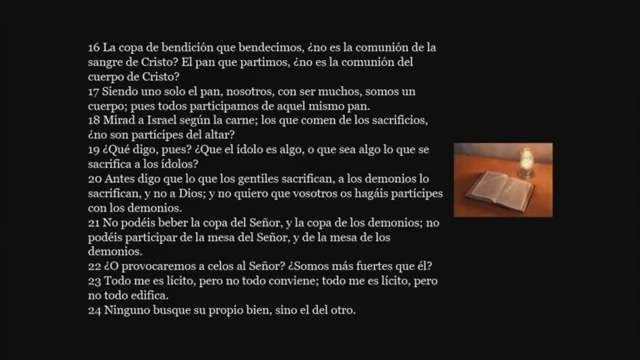 16 La copa de bendición que bendecimos, ¿no es la comunión de la
sangre de Cristo? El pan que partimos, ¿no es la comunión del
cuerpo de Cristo?
17 Siendo uno solo el pan, nosotros, con ser muchos, somos un
cuerpo; pues todos participamos de aquel mismo pan.
18 Mirad a Israel según la carne; los que comen de los sacrificios,
¿no son partícipes del altar?
19 ¿Qué digo, pues? ¿Que el ídolo es algo, o que sea algo lo que se
sacrifica a los ídolos?
20 Antes digo que lo que los gentiles sacrifican, a los demonios lo
sacrifican, y no a Dios; y no quiero que vosotros os hagáis partícipes
con los demonios.
21 No podéis beber la copa del Señor, y la copa de los demonios; no
podéis participar de la mesa del Señor, y de la mesa de los
demonios.
22 ¿O provocaremos a celos al Señor? ¿Somos más fuertes que él?
23 Todo me es lícito, pero no todo conviene; todo me es lícito, pero
no todo edifica.
24 Ninguno busque su propio bien, sino el del otro.